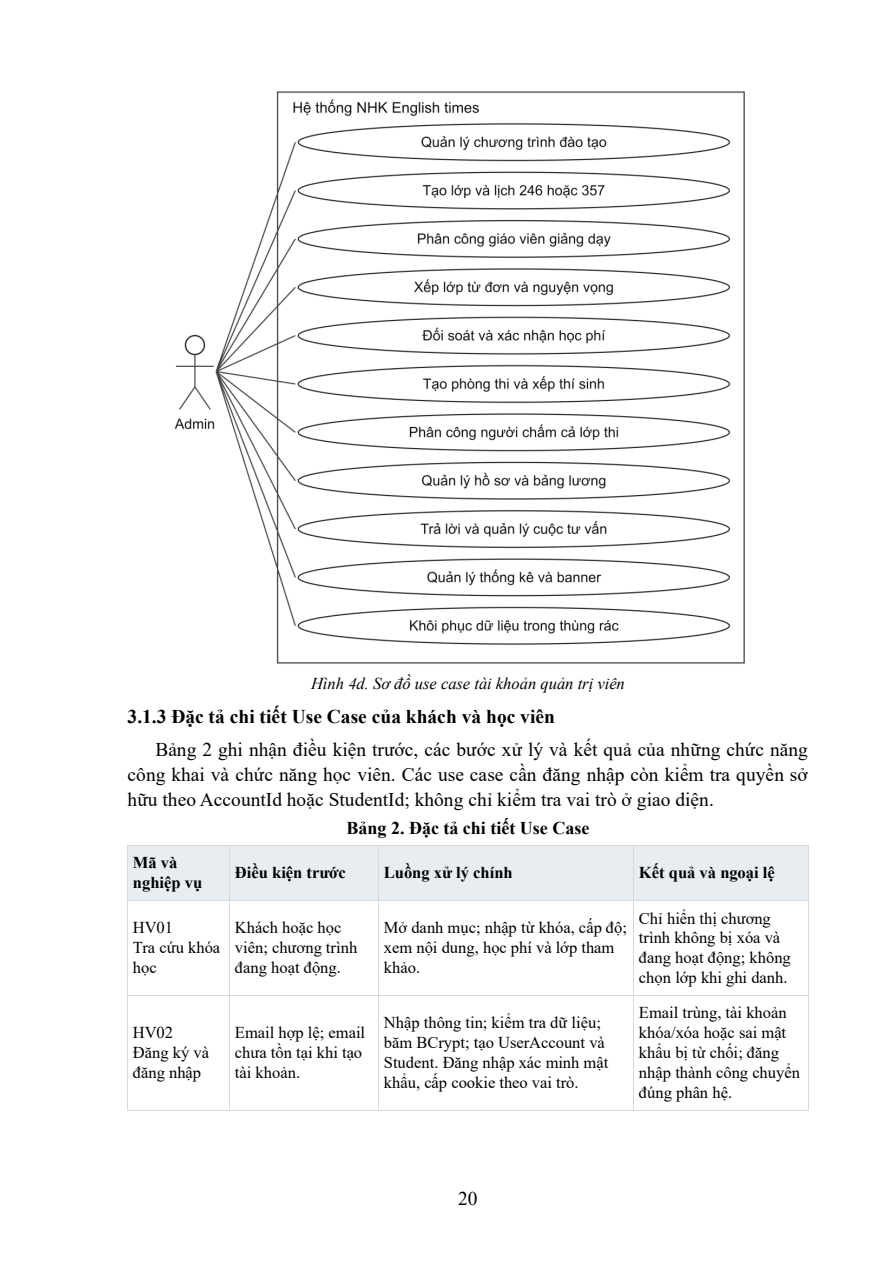 Hệ thống NHK English times
Quản lý chương trình đào tạo
Tạo lớp và lịch 246 hoặc 357
Phân công giáo viên giảng dạy
Xếp lớp từ đơn và nguyện vọng
Đối soát và xác nhận học phí
Tạo phòng thi và xếp thí sinh
Phân công người chấm cả lớp thi
Quản lý hồ sơ và bảng lương
Trả lời và quản lý cuộc tư vấn
Quản lý thống kê và banner
Khôi phục dữ liệu trong thùng rác
Admin
Hình 4d. Sơ đồ use case tài khoản quản trị viên
3.1.3 Đặc tả chi tiết Use Case của khách và học viên
Bảng 2 ghi nhận điều kiện trước, các bước xử lý và kết quả của những chức năng
công khai và chức năng học viên. Các use case cần đăng nhập còn kiểm tra quyền sở
hữu theo AccountId hoặc StudentId; không chỉ kiểm tra vai trò ở giao diện.
Bảng 2. Đặc tả chi tiết Use Case
Mã và
nghiệp vụ
Điều kiện trước
Luồng xử lý chính
Kết quả và ngoại lệ
HV01
Tra cứu khóa
học
Khách hoặc học
viên; chương trình
đang hoạt động.
Mở danh mục; nhập từ khóa, cấp độ;
xem nội dung, học phí và lớp tham
khảo.
Chỉ hiển thị chương
trình không bị xóa và
đang hoạt động; không
chọn lớp khi ghi danh.
HV02
Đăng ký và
đăng nhập
Email hợp lệ; email
chưa tồn tại khi tạo
tài khoản.
Nhập thông tin; kiểm tra dữ liệu;
băm BCrypt; tạo UserAccount và
Student. Đăng nhập xác minh mật
khẩu, cấp cookie theo vai trò.
Email trùng, tài khoản
khóa/xóa hoặc sai mật
khẩu bị từ chối; đăng
nhập thành công chuyển
đúng phân hệ.
20